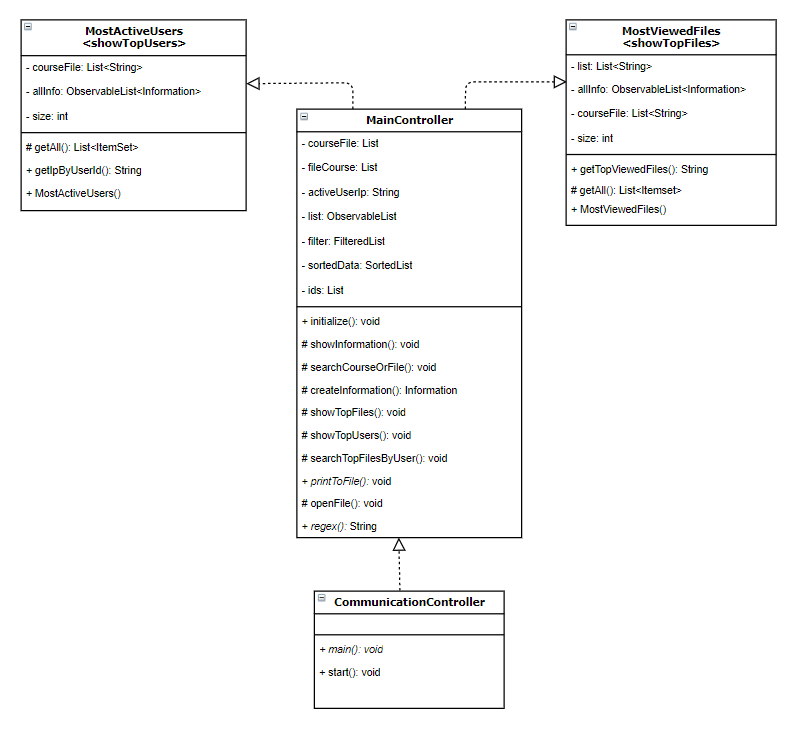 MostActiveUsers
<showTopUsers>
- courseFile: List<String>
- allInfo: ObservableList<Information>
- size: int
# getAll(): List<ItemSet>
+ getIpByUserId(): String
+ MostActiveUsers()
MostViewedFiles
<showTopFiles>
- list: List<String>
- allInfo: ObservableList<Information>
- courseFile: List<String>
- size: int
+ getTopViewedFiles(): String
# getAll(): List<Itemset>
+ MostViewedFiles()
MainController
- courseFile: List
- fileCourse: List
- activeUserIp: String
- list: ObservableList
- filter: FilteredList
- sortedData: SortedList
- ids: List
+ initialize(): void
# showInformation(): void
# searchCourseOrFile(): void
# createInformation(): Information
# showTopFiles(): void
# showTopUsers(): void
# searchTopFilesByUser(): void
+ printToFile(): void
# openFile(): void
+ regex(): String
CommunicationController
+ main(): void
+ start(): void